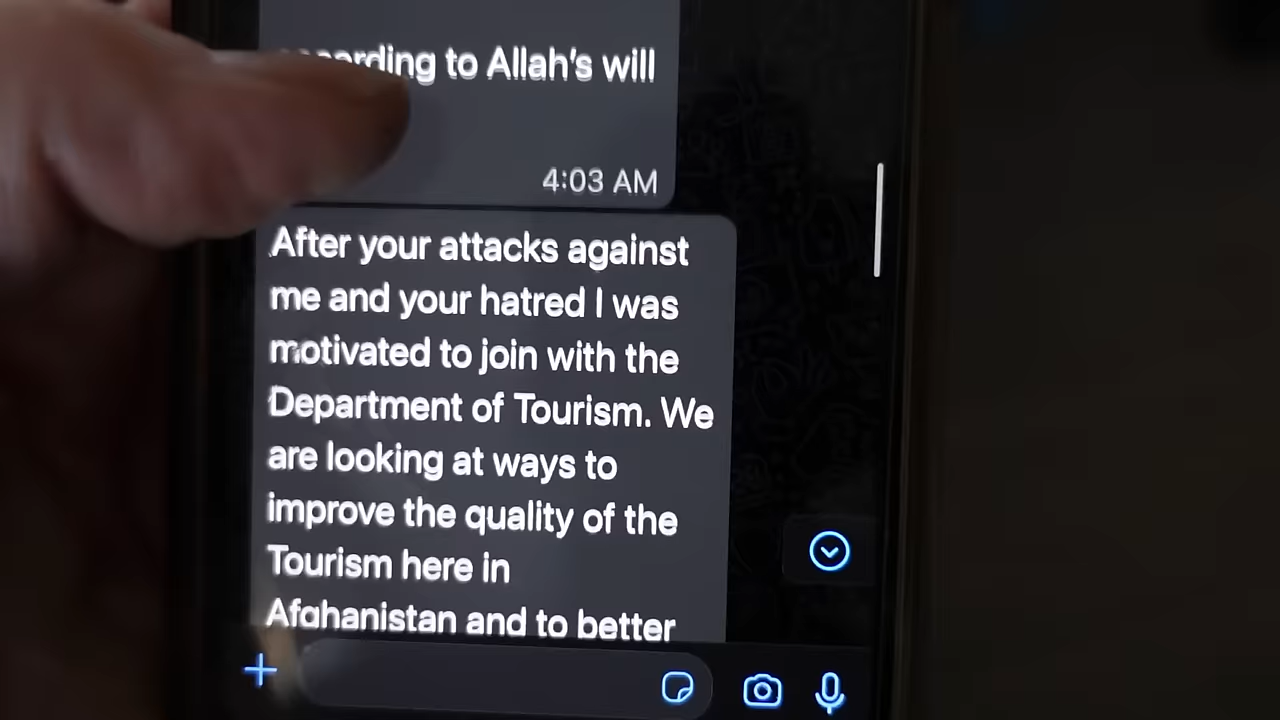 to Allah's will
4:03 AM
After your attacks against
me and your hatred I was
motivated to join with the
Department of Tourism. We
are looking at ways to
improve the quality of the
Tourism here in
Afghanistan and to better